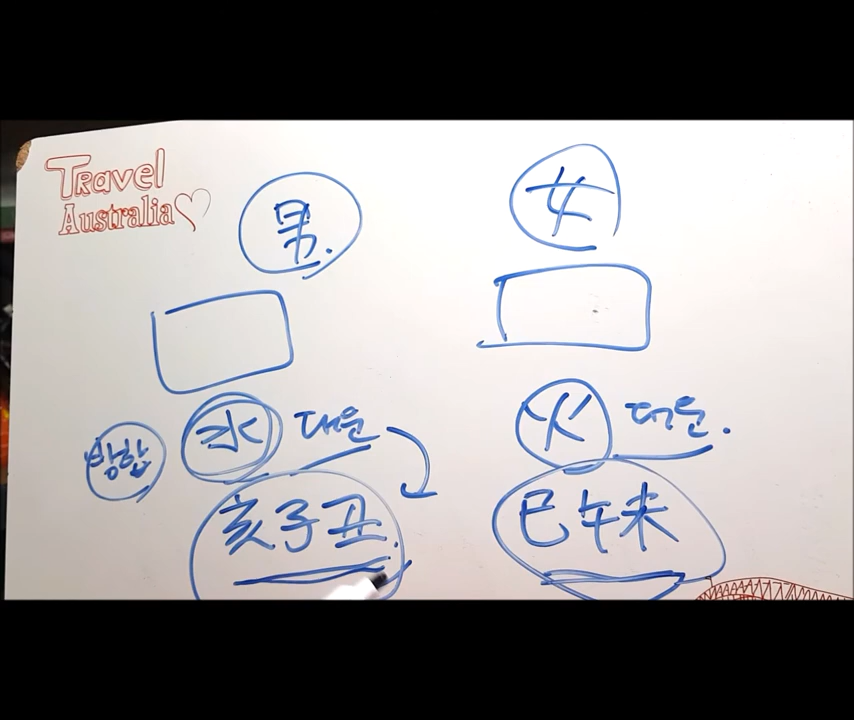 Travel
Australia
男. 女
水 대운 火 대운.
방합
亥子丑. 巳午未